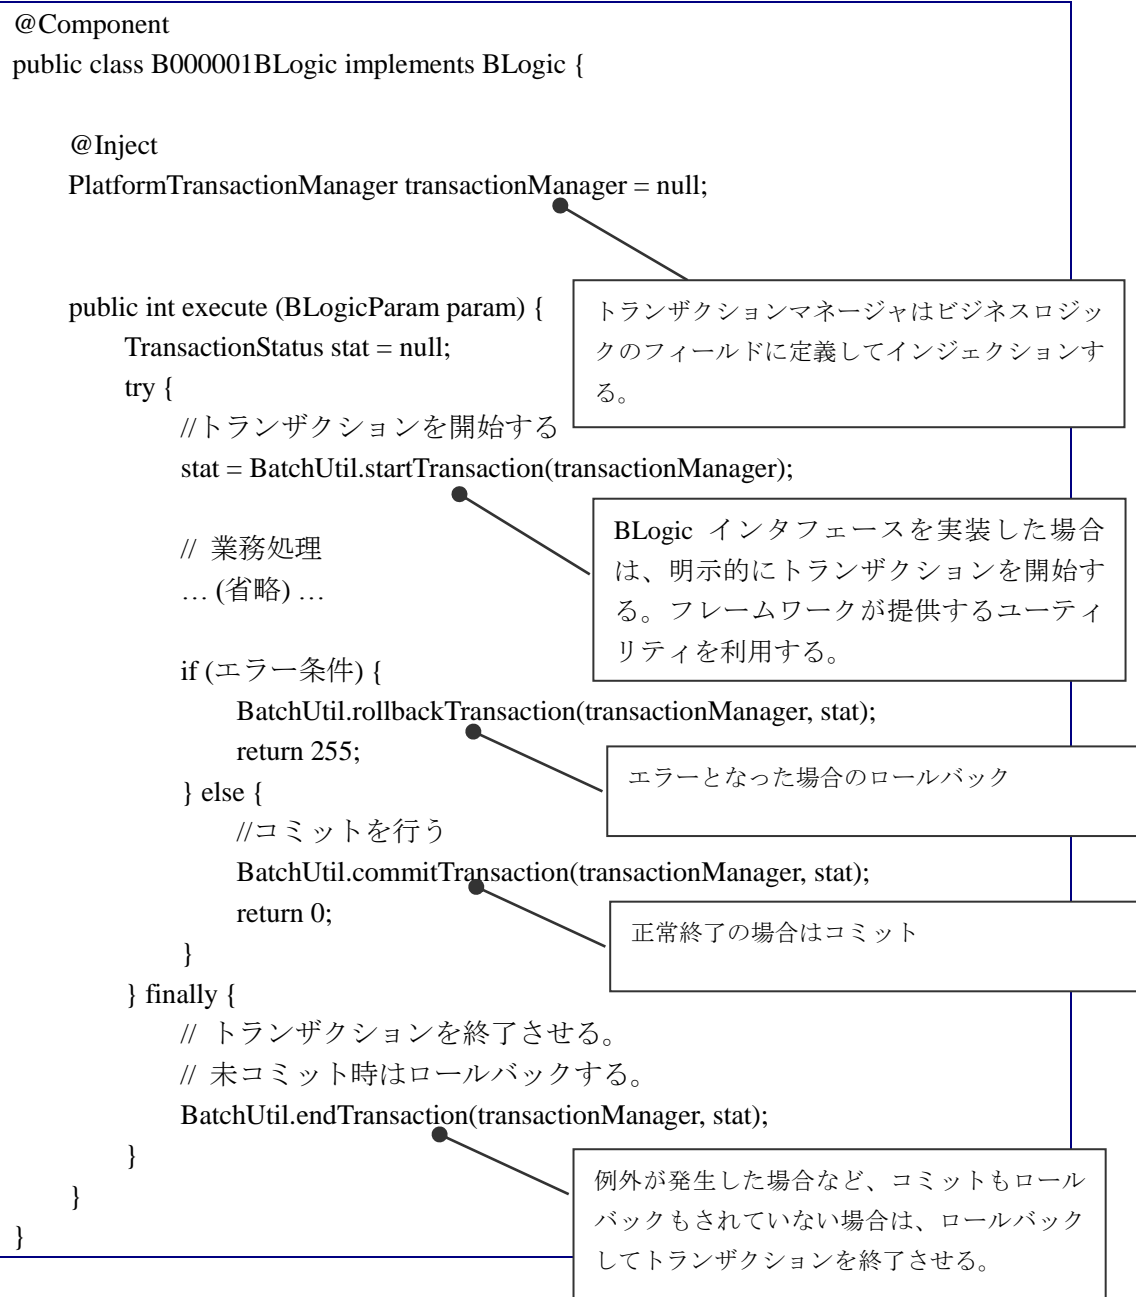 @Component
public class B000001BLogic implements BLogic {
@Inject
PlatformTransactionManager transactionManager = null;
public int execute (BLogicParam param) {
TransactionStatus stat = null;
try {
//トランザクションを開始する
stat = BatchUtil.startTransaction(transactionManager);
// 業務処理
… (省略) …
if (エラー条件) {
BatchUtil.rollbackTransaction(transactionManager, stat);
return 255;
} else {
//コミットを行う
BatchUtil.commitTransaction(transactionManager, stat);
return 0;
}
} finally {
// トランザクションを終了させる。
// 未コミット時はロールバックする。
BatchUtil.endTransaction(transactionManager, stat);
}
}
}
トランザクションマネージャはビジネスロジッ
クのフィールドに定義してインジェクションす
る。
BLogic インタフェースを実装した場合
は、明示的にトランザクションを開始す
る。フレームワークが提供するユーティ
リティを利用する。
エラーとなった場合のロールバック
正常終了の場合はコミット
例外が発生した場合など、コミットもロール
バックもされていない場合は、ロールバック
してトランザクションを終了させる。